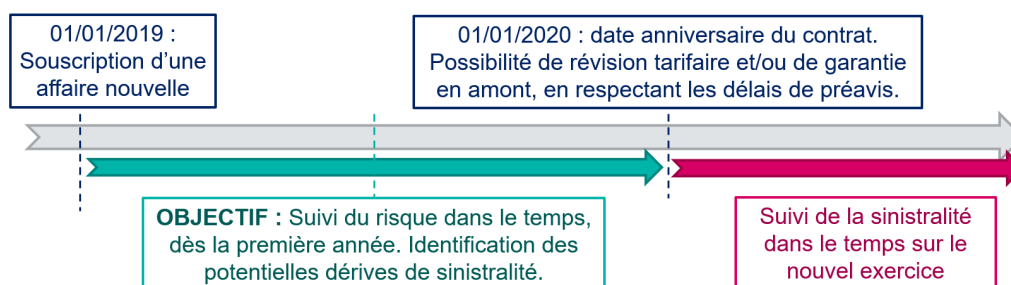 01/01/2019 :
Souscription d’une
affaire nouvelle
01/01/2020 : date anniversaire du contrat.
Possibilité de révision tarifaire et/ou de garantie
en amont, en respectant les délais de préavis.
OBJECTIF : Suivi du risque dans le temps,
dès la première année. Identification des
potentielles dérives de sinistralité.
Suivi de la sinistralité
dans le temps sur le
nouvel exercice